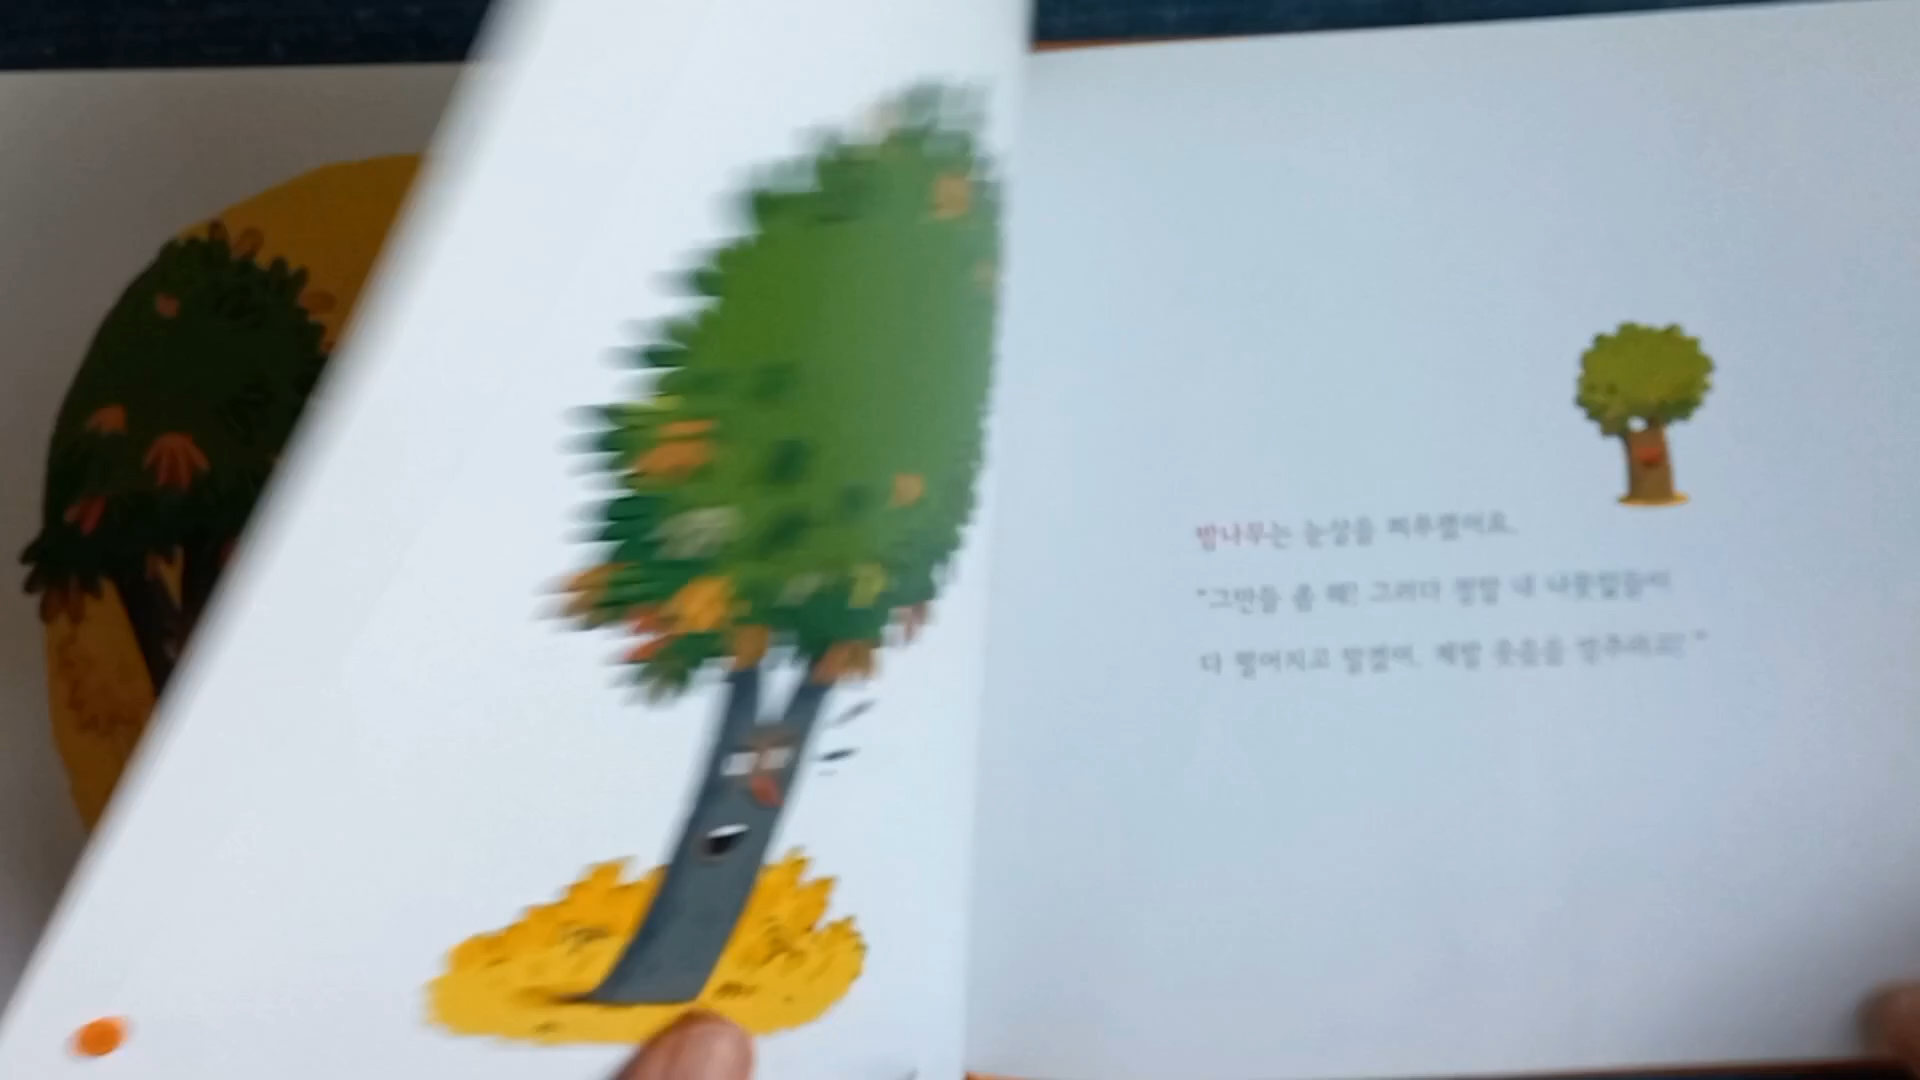 밤나무는 눈살을 찌푸렸어요.
"그만들 좀 해! 그러다 정말 내 나뭇잎들이
다 떨어지고 말겠어. 제발 웃음을 멈추라고!"